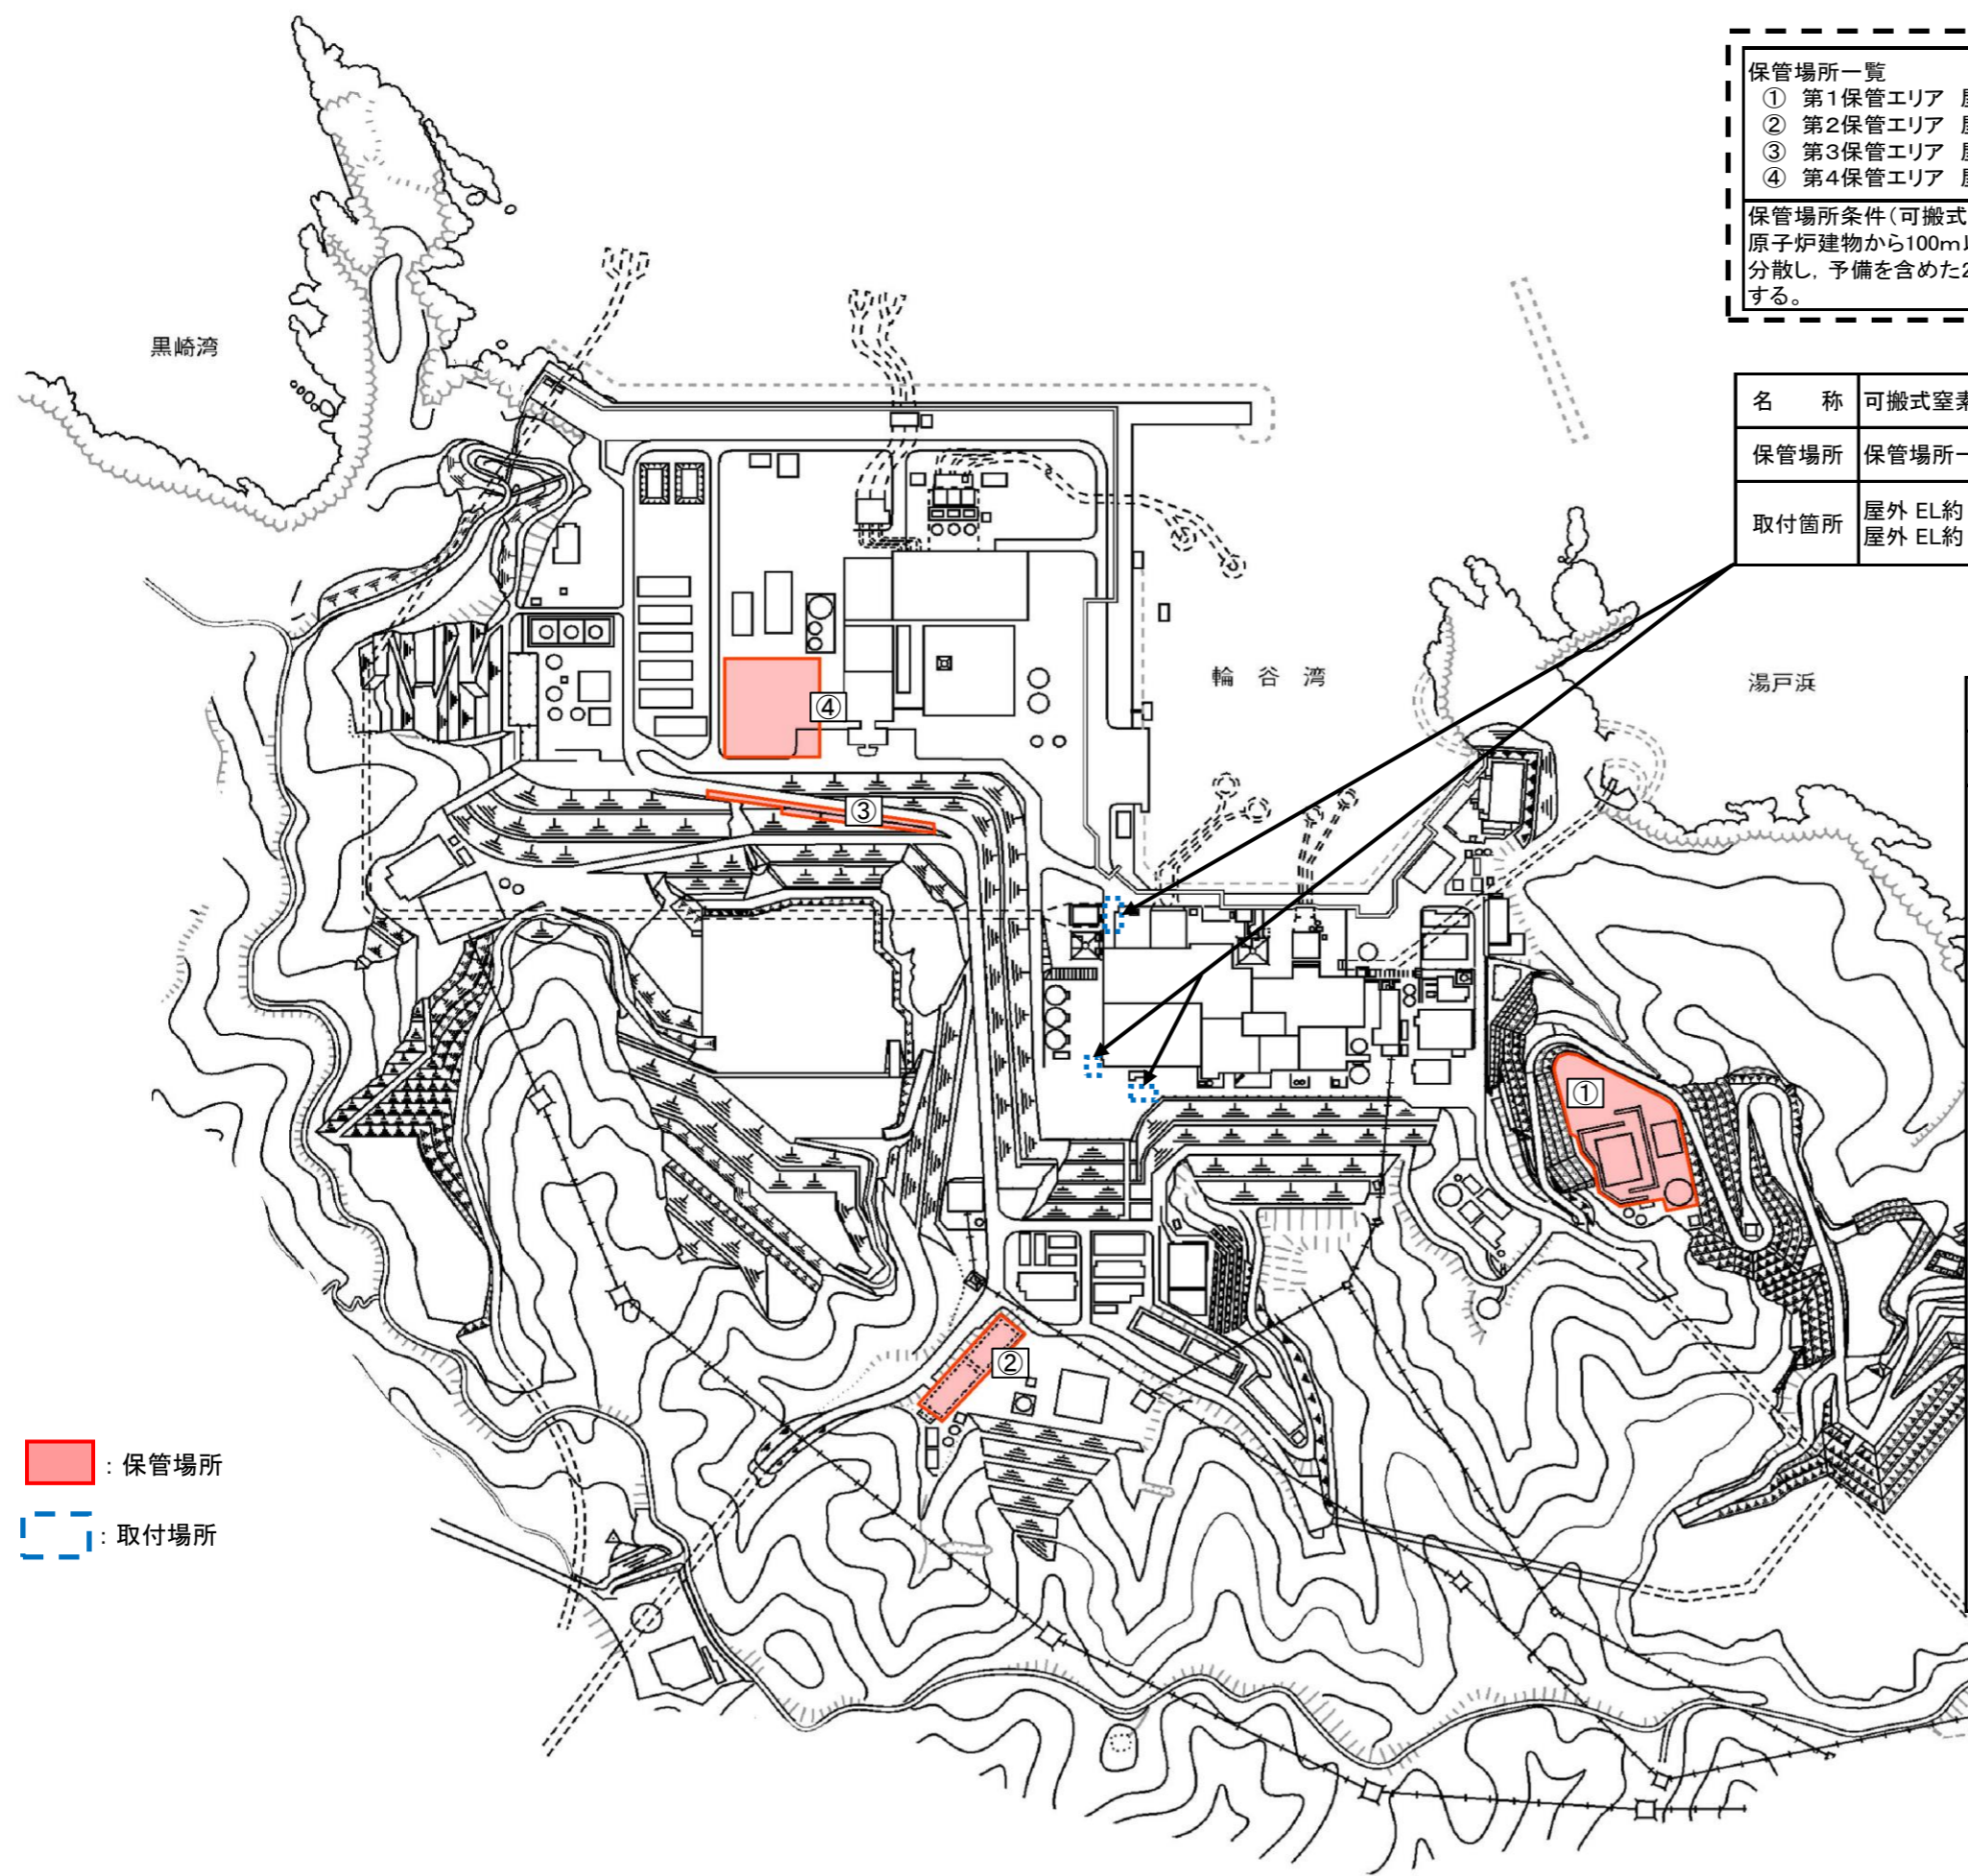 保管場所一覧
① 第1保管エリア
② 第2保管エリア
③ 第3保管エリア
④ 第4保管エリア
保管場所条件(可搬式
原子炉建物から100m
分散し,予備を含めた2
する。
黒崎湾
名 称 可搬式窒素
保管場所 保管場所一
取付箇所 屋外 EL約
屋外 EL約
輪 谷 湾
湯戸浜
④
③
①
②
:保管場所
:取付場所